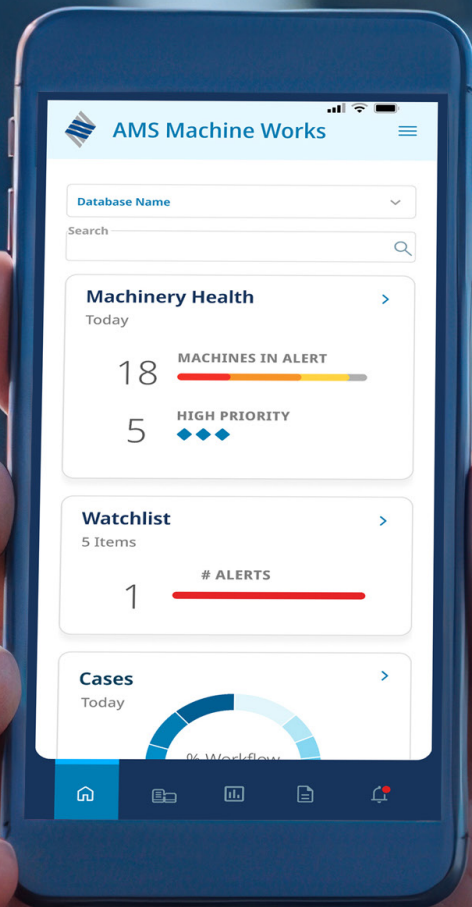 AMS Machine Works
Database Name
Search
Machinery Health
Today
18
MACHINES IN ALERT
5
HIGH PRIORITY
Watchlist
5 Items
# ALERTS
1
Cases
Today
% Workflow